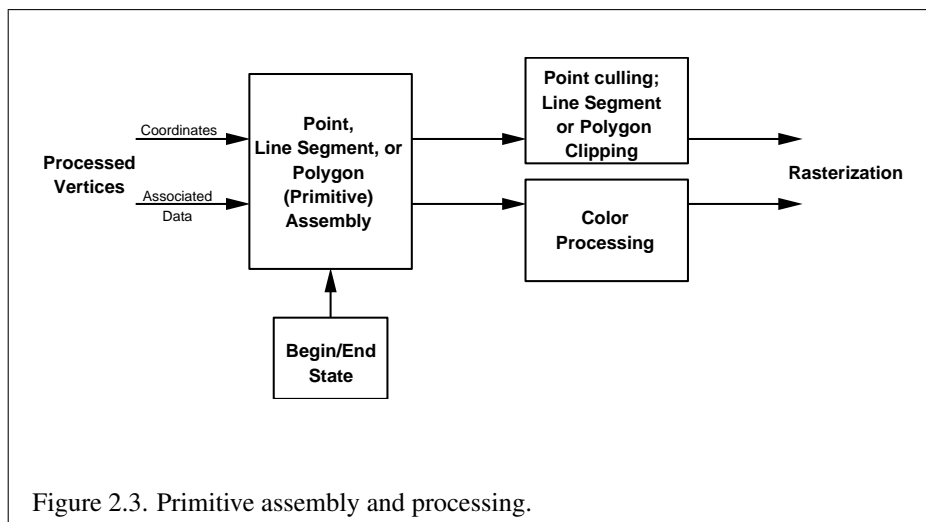 Coordinates
Processed
Vertices
Associated
Data
Point,
Line Segment, or
Polygon
(Primitive)
Assembly
Begin/End
State
Point culling;
Line Segment
or Polygon
Clipping
Color
Processing
Rasterization
Figure 2.3. Primitive assembly and processing.